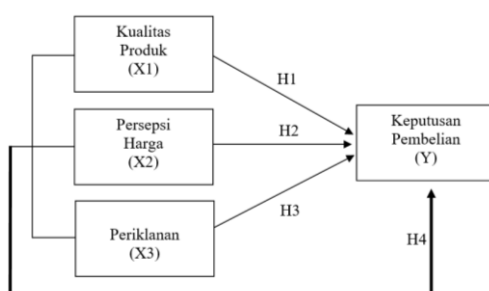 Kualitas
Produk
(X1)
H1
Persepsi
Harga
(X2)
H2
Keputusan
Pembelian
(Y)
Periklanan
(X3)
H3
H4